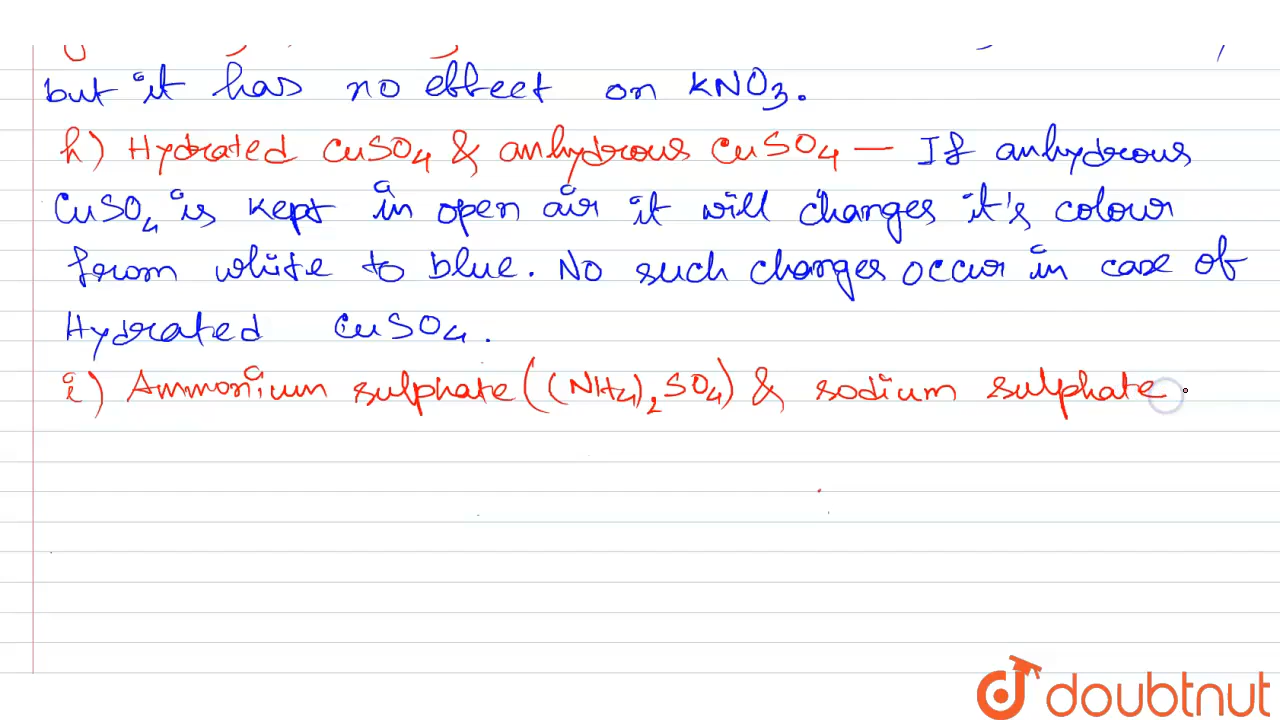 but it has no effect on KNO3.
h) Hydrated CuSO4 & anhydrous CuSO4 — If anhydrous
CuSO4 is kept in open air it will changes it's colour
from white to blue. No such changes occur in case of
Hydrated CuSO4.
i) Ammonium sulphate ((NH4)2SO4) & sodium sulphate.
doubtnut